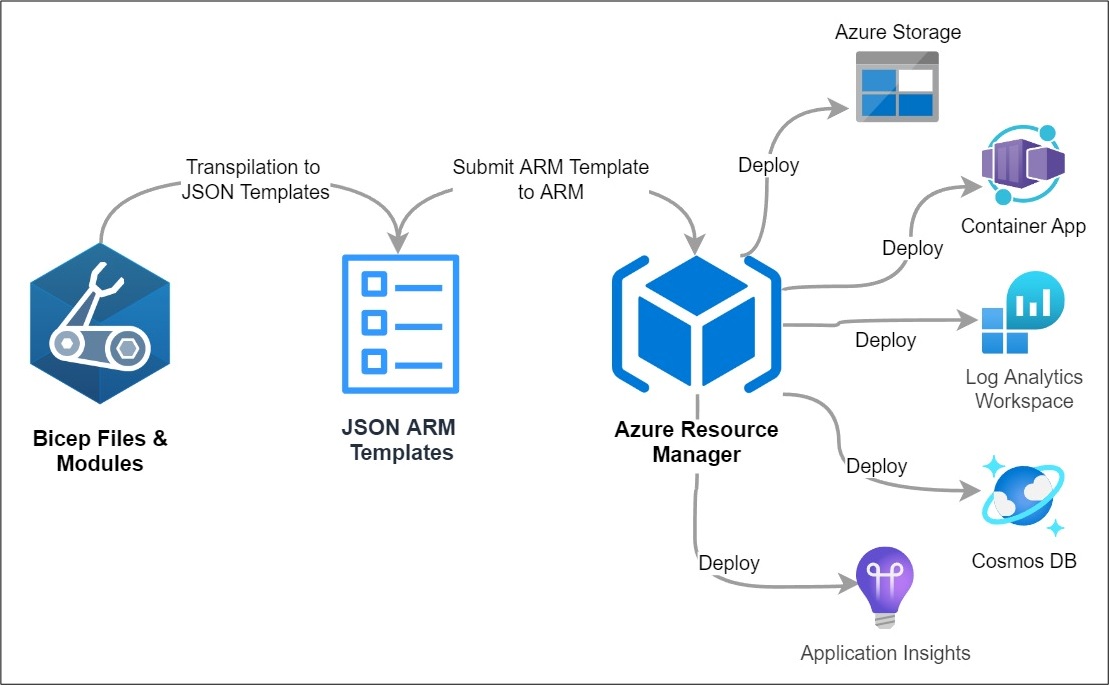 Azure Storage
Transpilation to
JSON Templates
Submit ARM Template
to ARM
Deploy
Container App
Deploy
Deploy
Log Analytics
Workspace
Bicep Files &
Modules
JSON ARM
Templates
Azure Resource
Manager
Deploy
Cosmos DB
Deploy
Application Insights